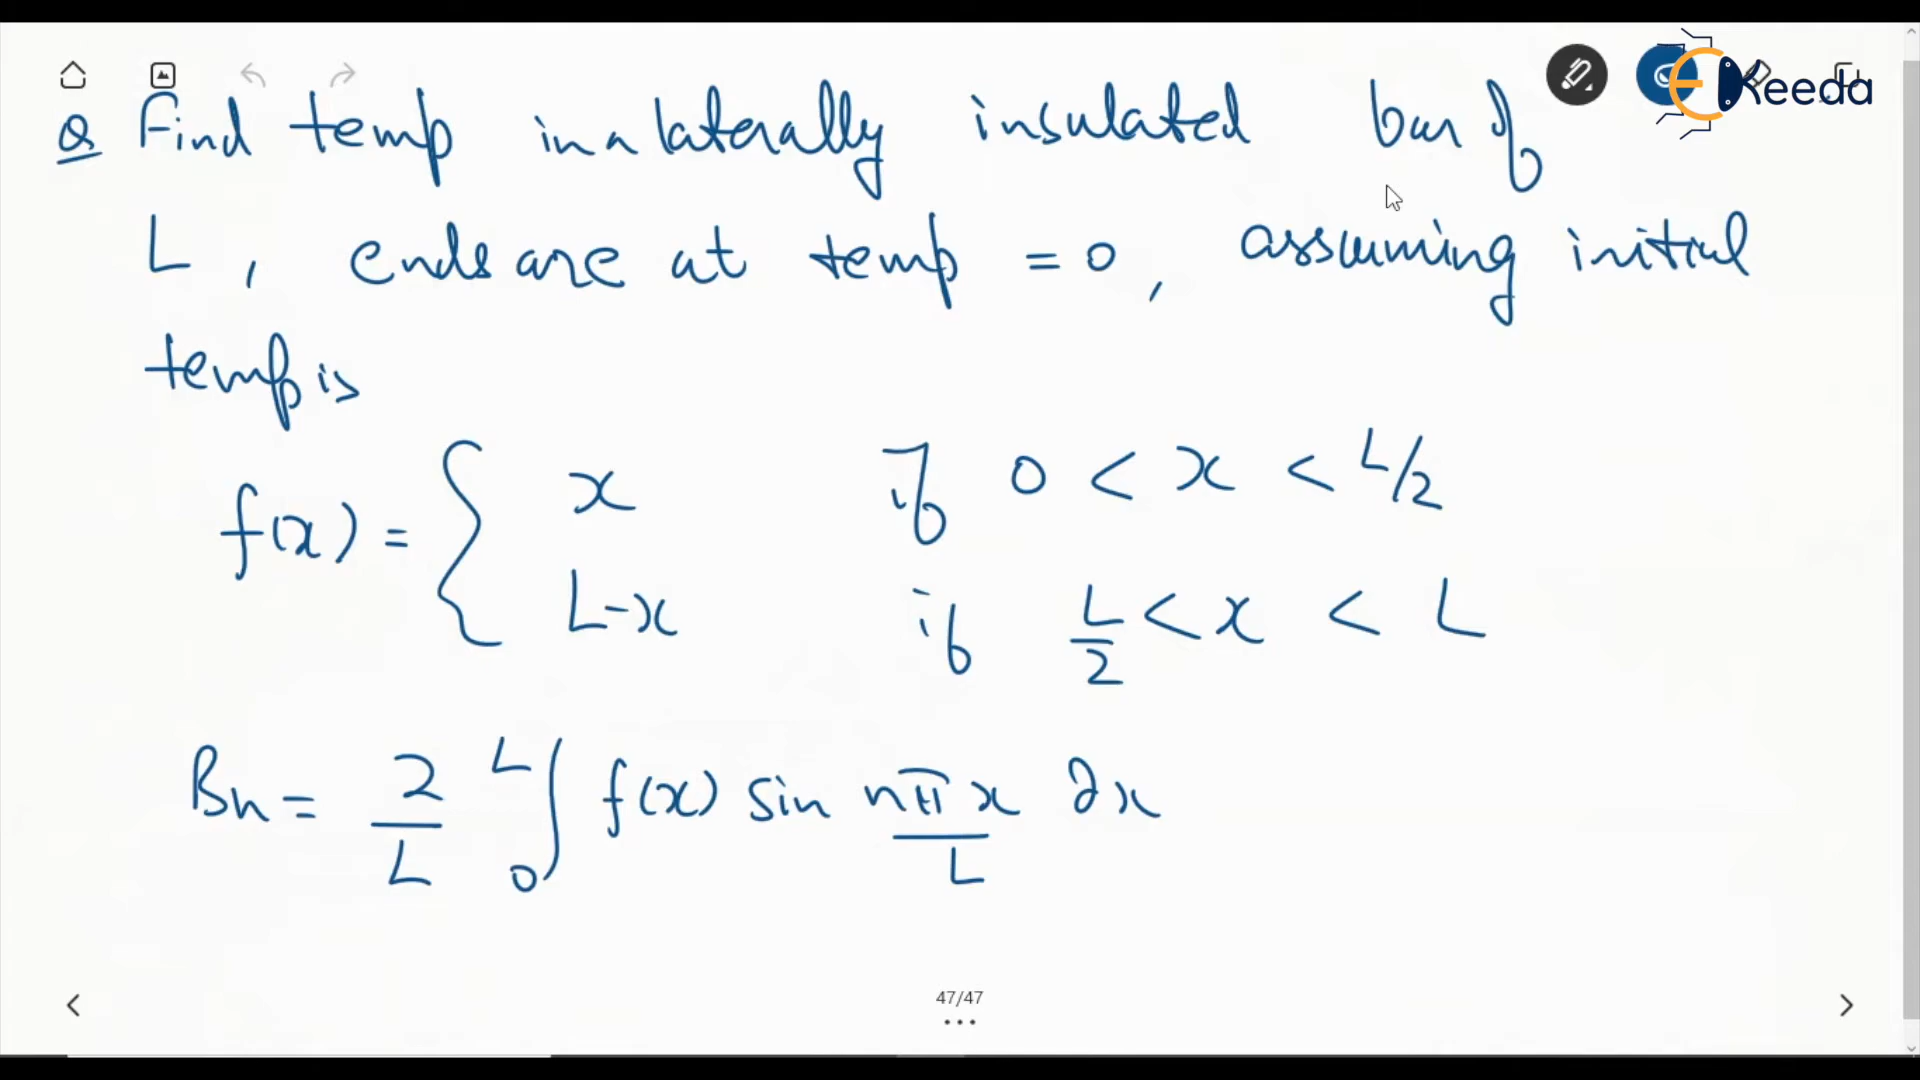 Keeda
Q Find temp in a laterally insulated bar of
L, ends are at temp = 0, assuming initial
temp is
f(x) = { x if 0 < x < L/2
L-x if L/2 < x < L
Bn = 2/L ∫₀ᴸ f(x) sin nπx/L ∂x
47/47